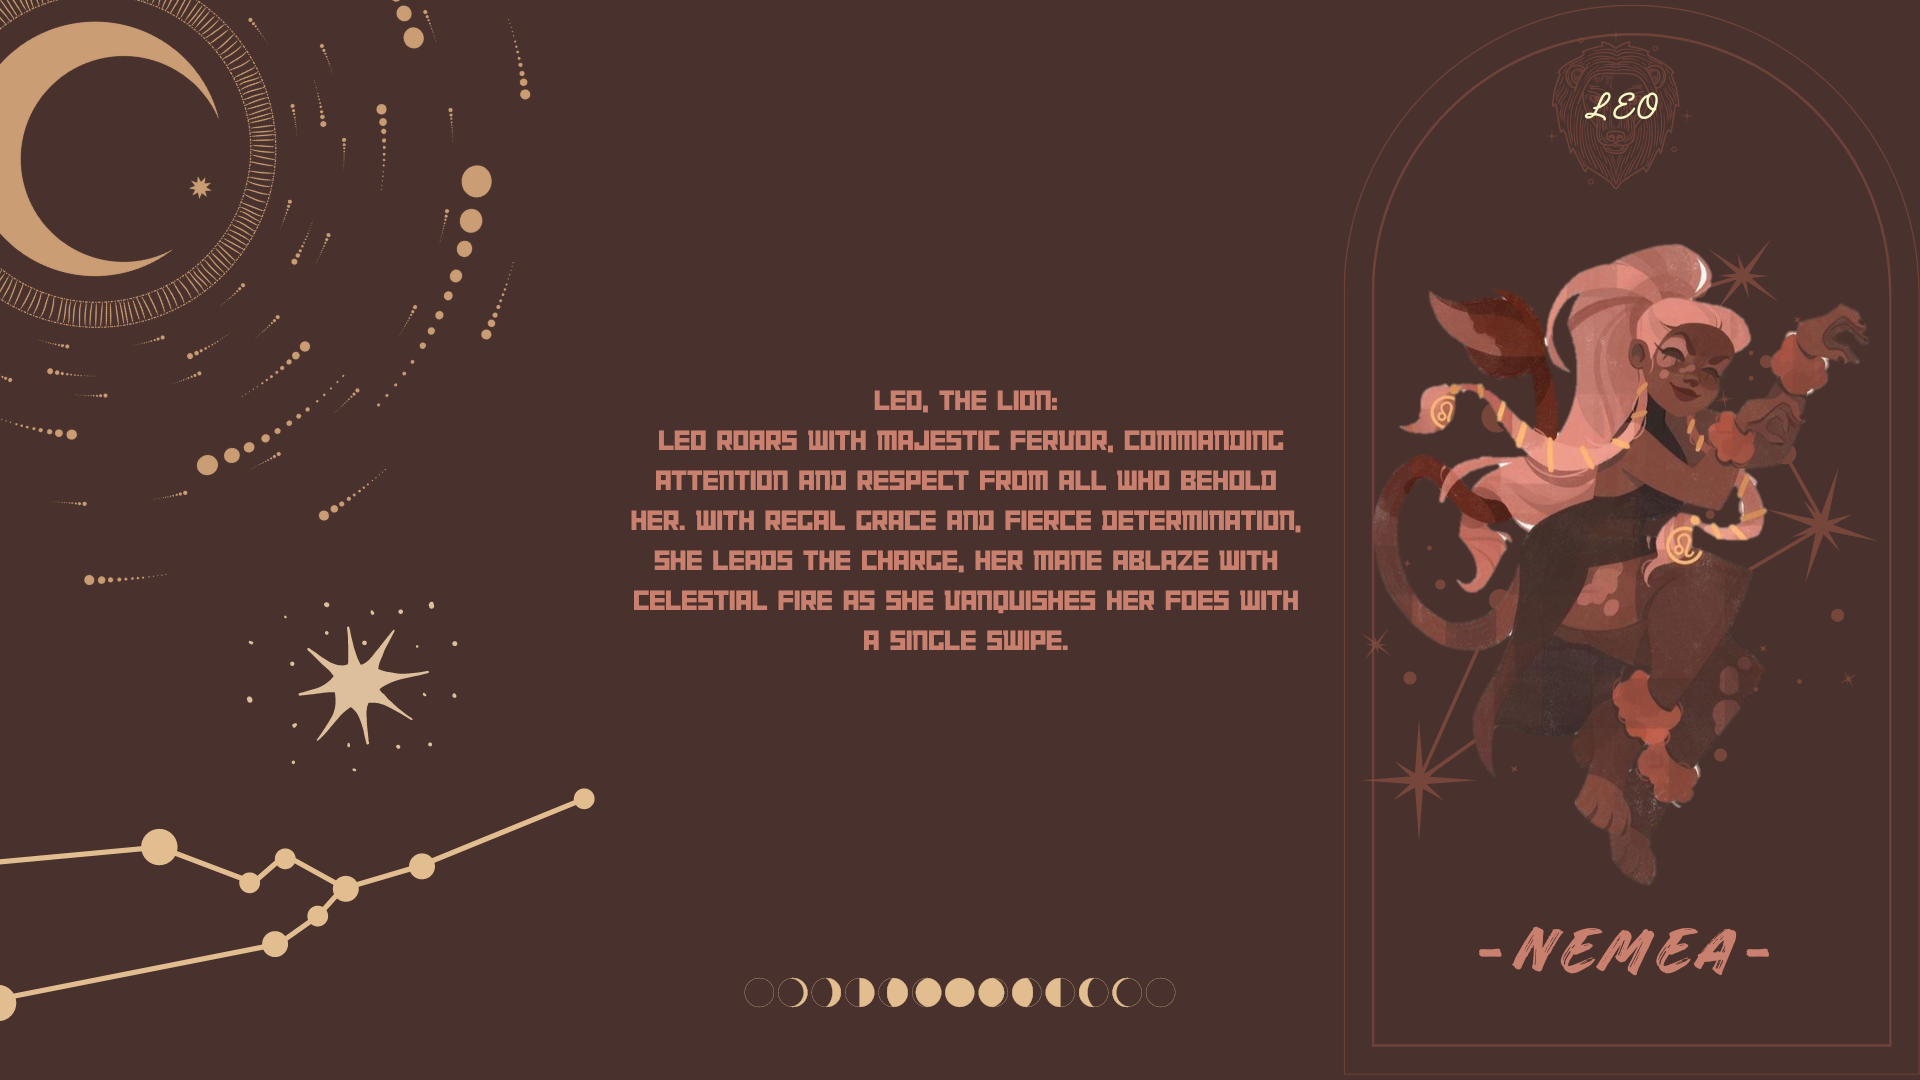 LEO
LEO, THE LION:
LEO ROARS WITH MAJESTIC FERVOR, COMMANDING
ATTENTION AND RESPECT FROM ALL WHO BEHOLD
HER. WITH REGAL GRACE AND FIERCE DETERMINATION,
SHE LEADS THE CHARGE, HER MANE ABLAZE WITH
CELESTIAL FIRE AS SHE VANQUISHES HER FOES WITH
A SINGLE SWIPE.
-NEMEA-